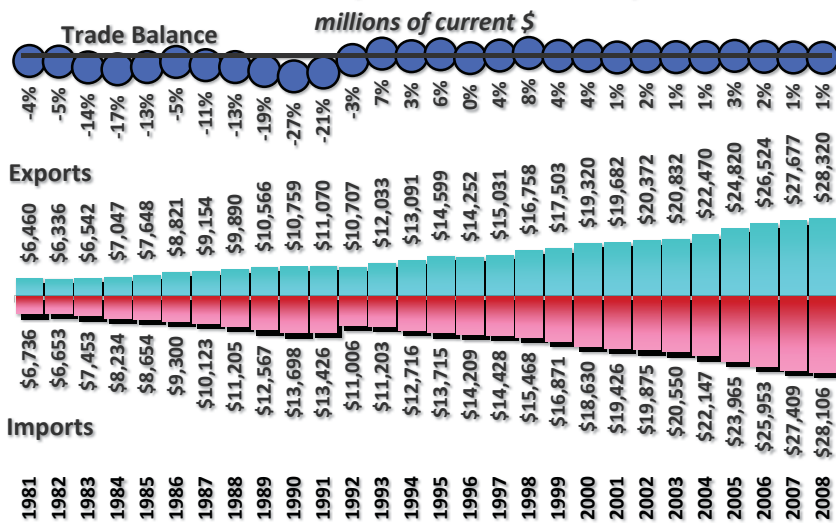 millions of current $
Trade Balance
-4% -5% -14% -17% -13% -5% -11% -13% -19% -27% -21% -3% 7% 3% 6% 0% 4% 8% 4% 4% 1% 2% 1% 1% 3% 2% 1% 1%
Exports
$6,460 $6,336 $6,542 $7,047 $7,648 $8,821 $9,154 $9,890 $10,566 $10,759 $11,070 $10,707 $12,033 $13,091 $14,599 $14,252 $15,031 $16,758 $17,503 $19,320 $19,682 $20,372 $20,832 $22,470 $24,820 $26,524 $27,677 $28,320
$6,736 $6,653 $7,453 $8,234 $8,654 $9,300 $10,123 $11,205 $12,567 $13,698 $13,426 $11,006 $11,203 $12,716 $13,715 $14,209 $14,428 $15,468 $16,871 $18,630 $19,426 $19,875 $20,550 $22,147 $23,965 $25,953 $27,409 $28,106
Imports
1981 1982 1983 1984 1985 1986 1987 1988 1989 1990 1991 1992 1993 1994 1995 1996 1997 1998 1999 2000 2001 2002 2003 2004 2005 2006 2007 2008